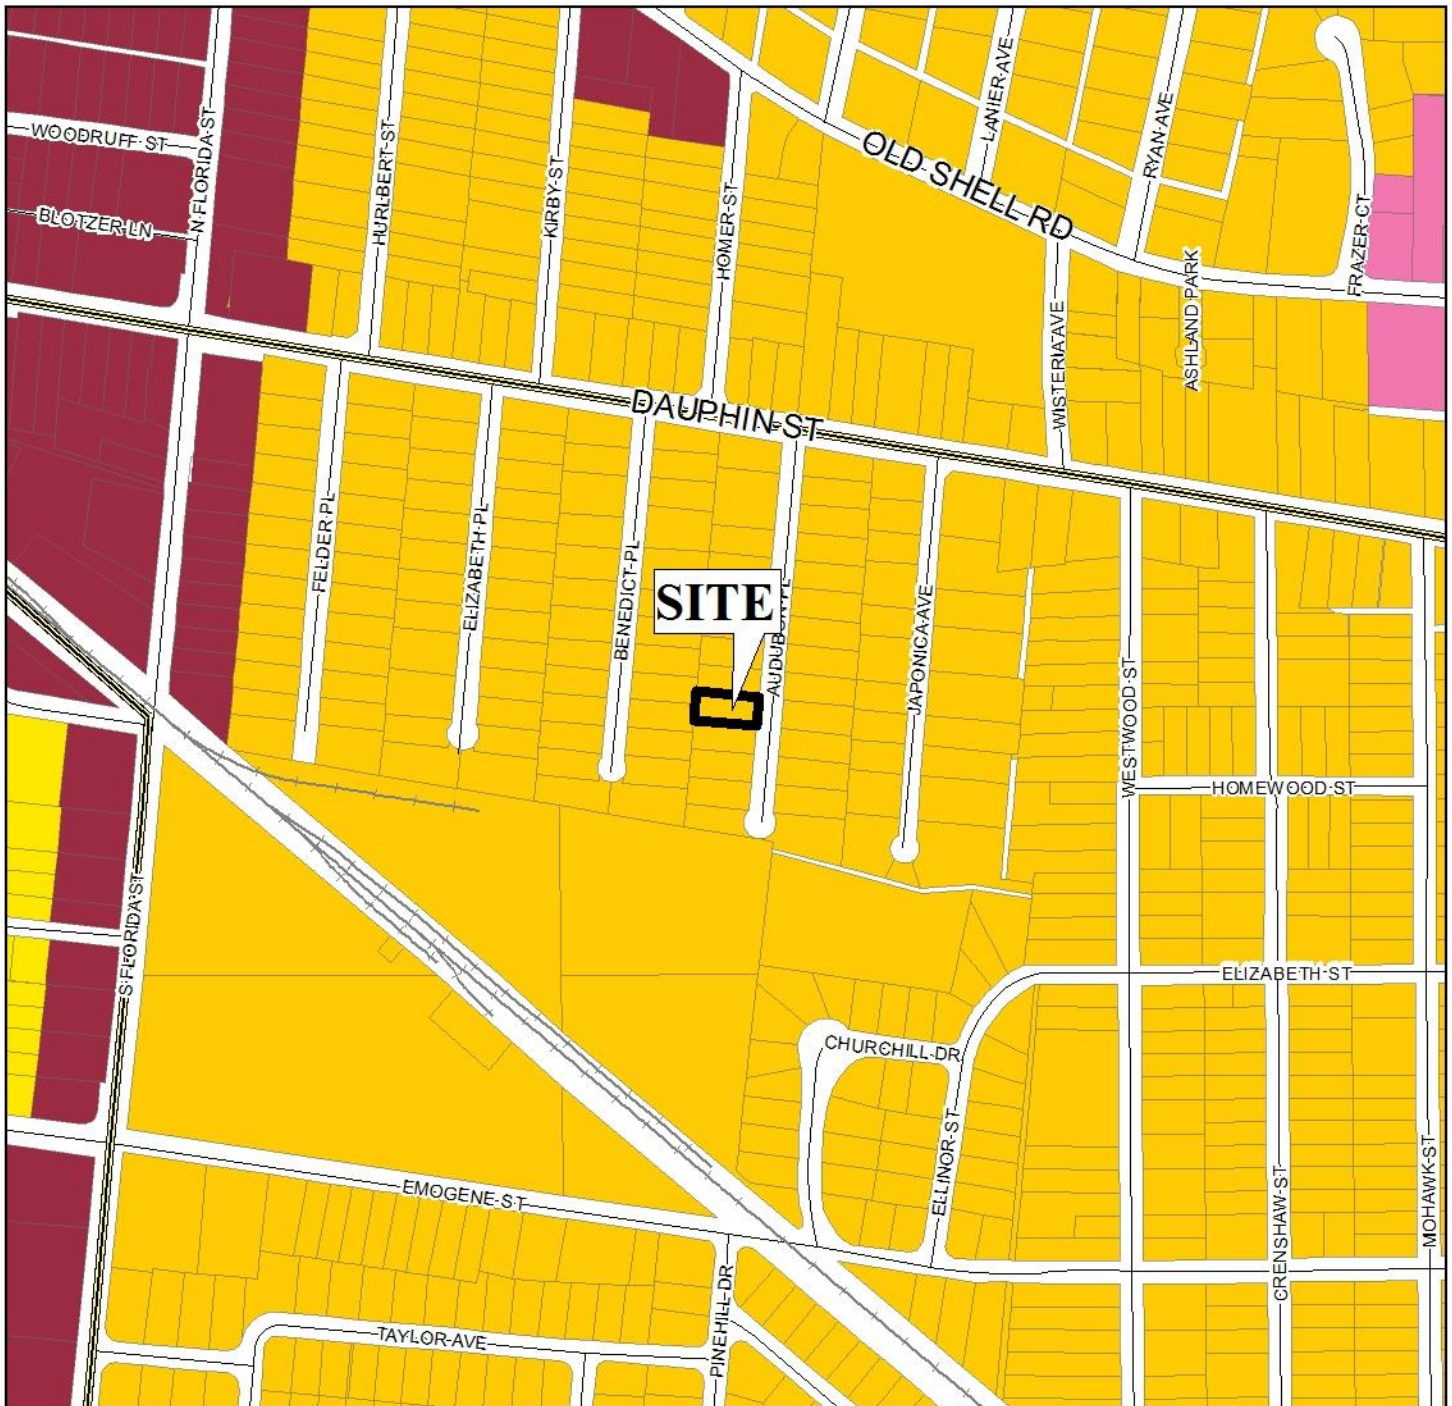 WOODRUFF ST
BLOTZER LN
N FLORIDA ST
HURLBERT ST
KIRBY ST
HOMER ST
OLD SHELL RD
LANIER AVE
RYAN AVE
FRAZER CT
ASHLAND PARK
WISTERIA AVE
DAUPHIN ST
FELDER PL
ELIZABETH PL
BENEDICT PL
SITE
JAPONICA AVE
WESTWOOD ST
HOMEWOOD ST
S FLORIDA ST
ELIZABETH ST
CHURCHILL DR
ELLINOR ST
EMOGENE ST
CRENSHAW ST
MOHAWK ST
PINEHILL DR
TAYLOR AVE